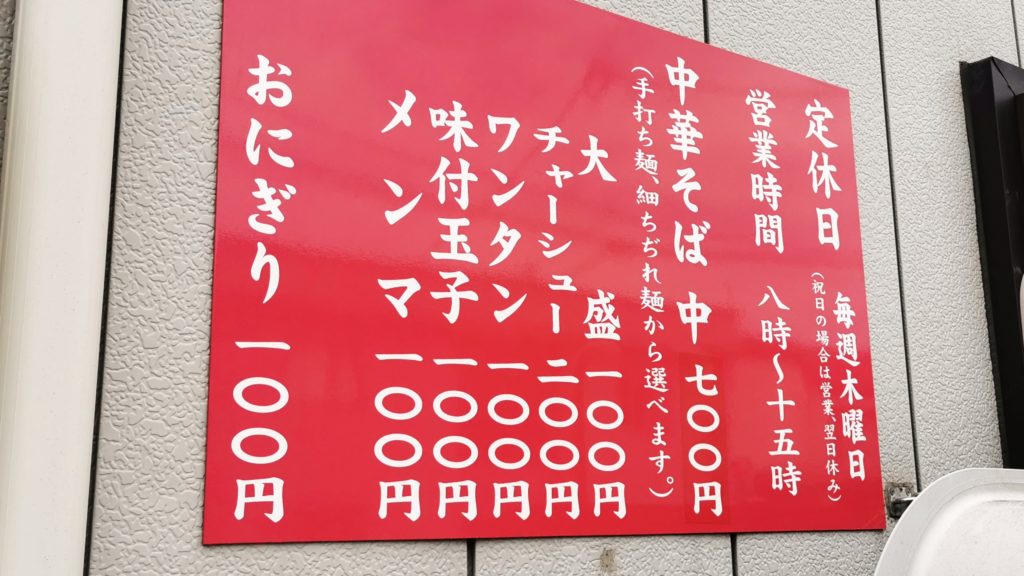 定休日 毎週木曜日
（祝日の場合は営業、翌日休み）
営業時間 八時〜十五時
中華そば 中 七〇〇円
（手打ち麺、細ちぢれ麺から選べます。）
大盛 一〇〇円
チャーシュー 二〇〇円
ワンタン 一〇〇円
味付玉子 一〇〇円
メンマ 一〇〇円
おにぎり 一〇〇円